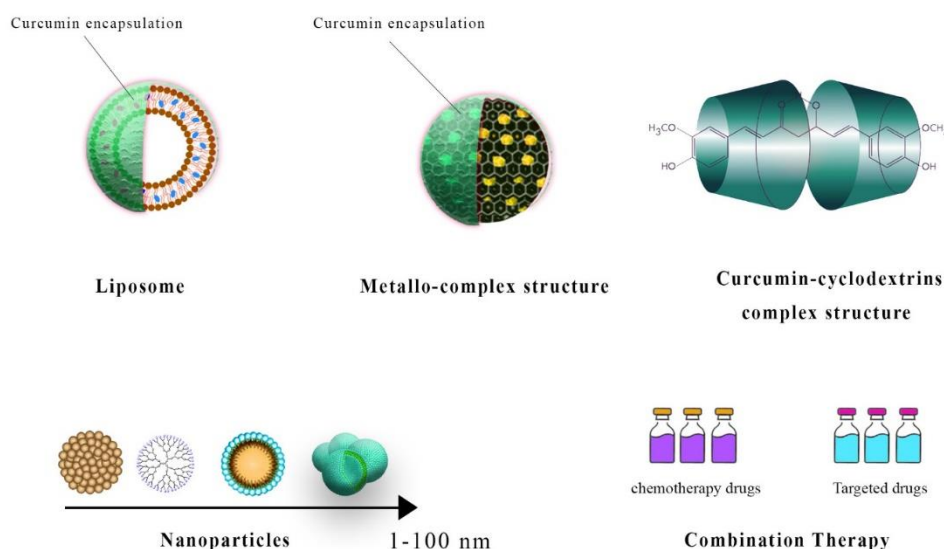 Curcumin encapsulation
Curcumin encapsulation
H₃CO
HO
O
O
OCH
OH
Liposome
Metallo-complex structure
Curcumin-cyclodextrins
complex structure
chemotherapy drugs
Targeted drugs
Nanoparticles
1-100 nm
Combination Therapy